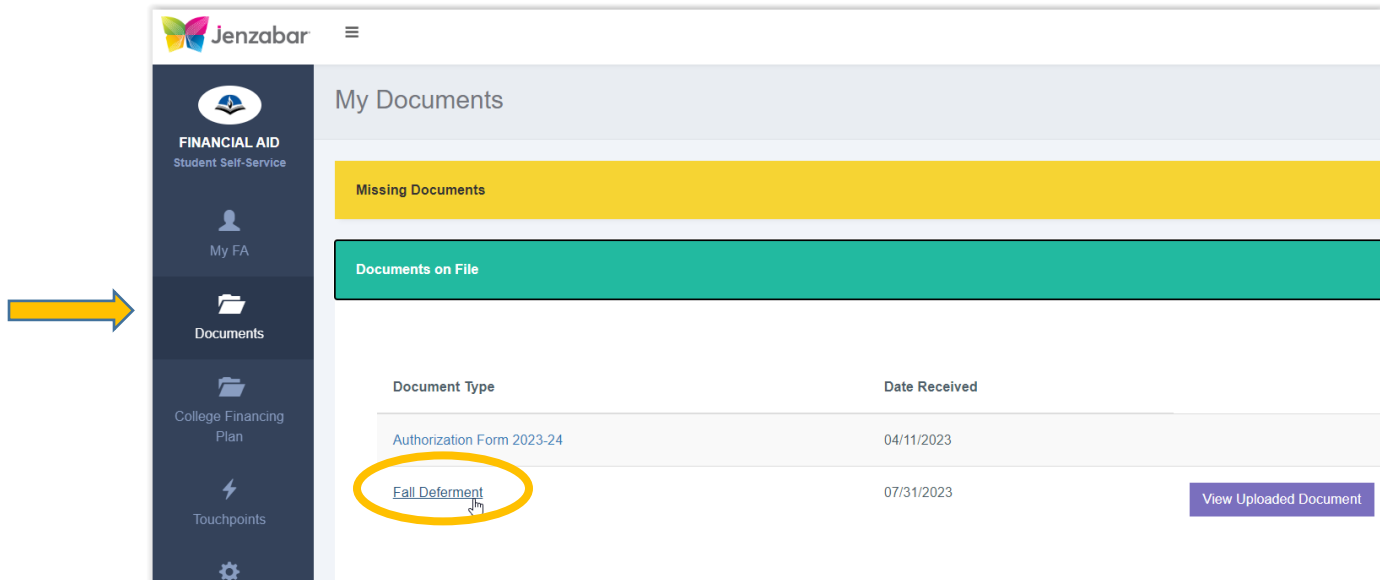 Jenzabar
My Documents
FINANCIAL AID
Student Self-Service
Missing Documents
My FA
Documents on File
Documents
Document Type Date Received
College Financing
Plan
Authorization Form 2023-24 04/11/2023
Fall Deferment 07/31/2023 View Uploaded Document
Touchpoints